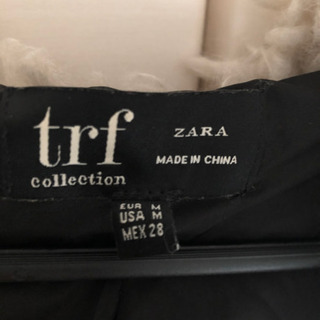 trf
collection
ZARA
MADE IN CHINA
EUR M
USA M
MEX 28